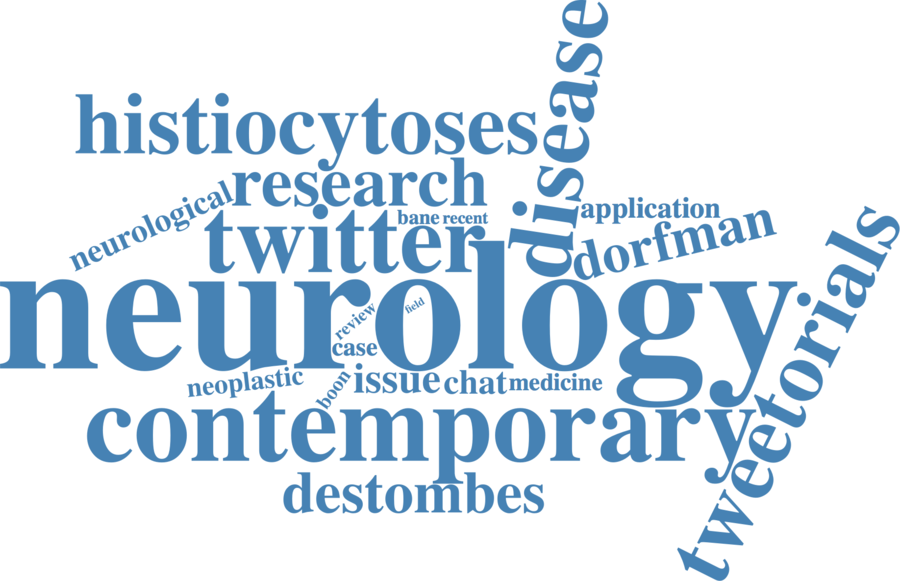 disease
histiocytoses
research
neurological
application
bane
recent
twitter
dorfman
tweetorials
neurology
field
review
case
neoplastic
boon
issue
chat
medicine
contemporary
destombes